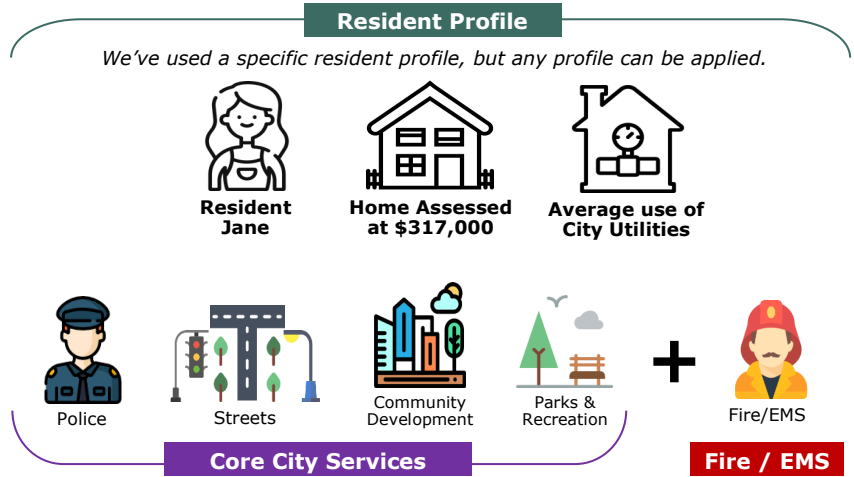 Resident Profile
We’ve used a specific resident profile, but any profile can be applied.
Resident
Jane
Home Assessed
at $317,000
Average use of
City Utilities
Police
Streets
Community
Development
Parks &
Recreation
+
Fire/EMS
Core City Services
Fire / EMS